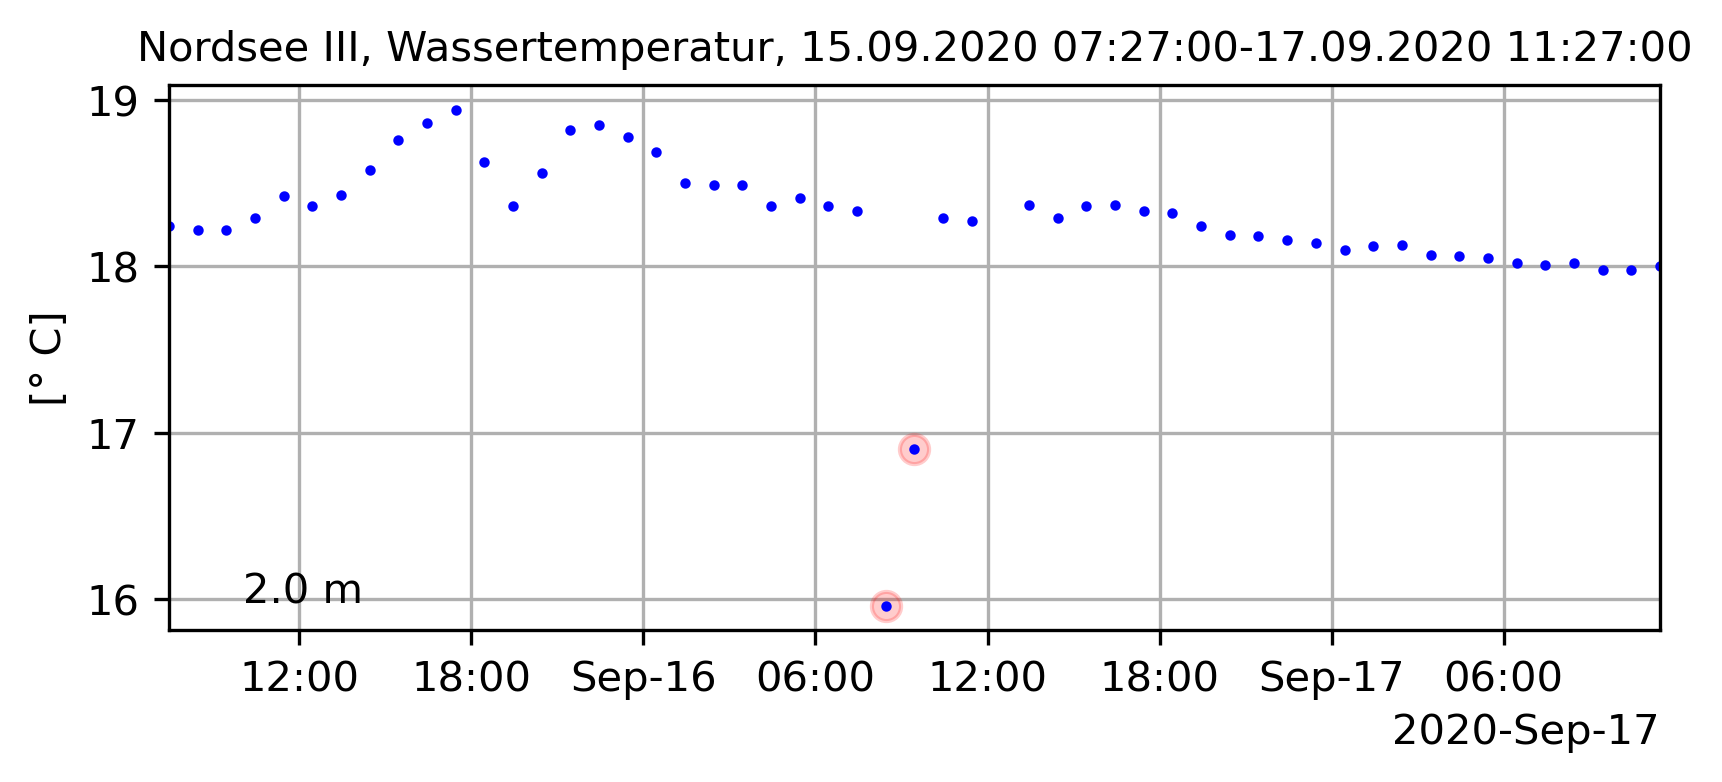 Nordsee III, Wassertemperatur, 15.09.2020 07:27:00-17.09.2020 11:27:00
19
18
17
16
[° C]
2.0 m
12:00 18:00 Sep-16 06:00 12:00 18:00 Sep-17 06:00
2020-Sep-17